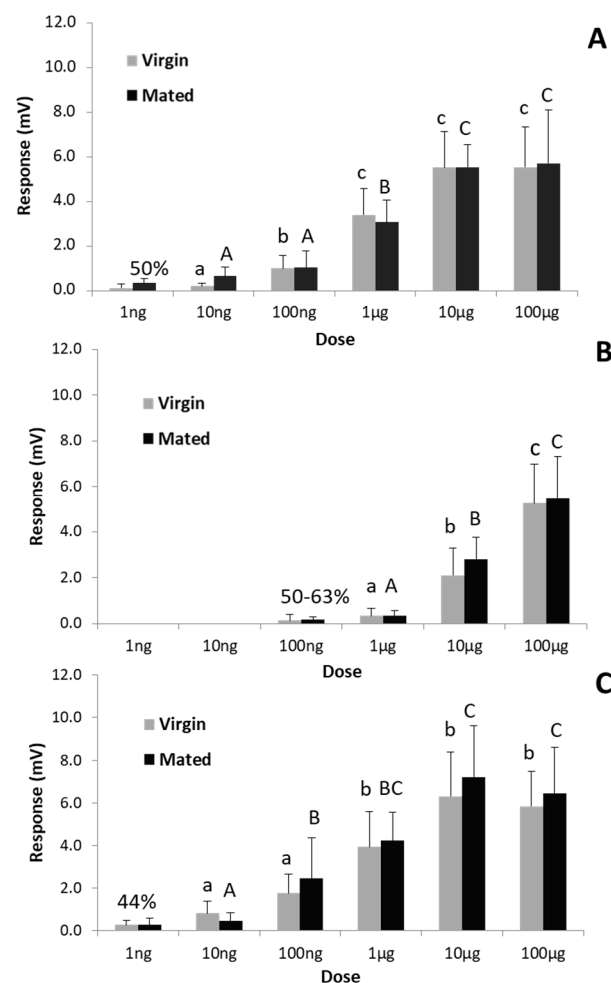 A
12.0
10.0
8.0
6.0
4.0
2.0
0.0
Response (mV)
Virgin
Mated
50%
a A
b A
c B
c C
c C
1ng 10ng 100ng 1µg 10µg 100µg
Dose
B
12.0
10.0
8.0
6.0
4.0
2.0
0.0
Response (mV)
Virgin
Mated
50-63%
a A
b B
c C
1ng 10ng 100ng 1µg 10µg 100µg
Dose
C
12.0
10.0
8.0
6.0
4.0
2.0
0.0
Response (mV)
Virgin
Mated
44%
a A
a B
b BC
b C
b C
1ng 10ng 100ng 1µg 10µg 100µg
Dose